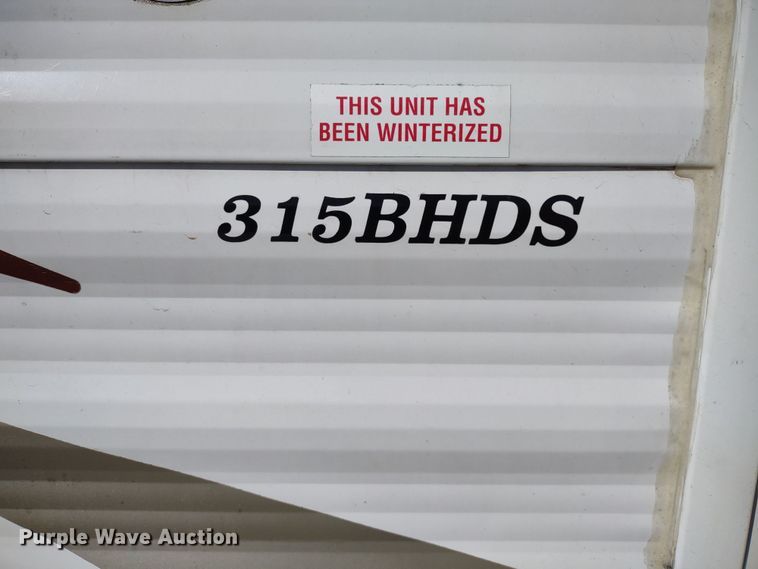 THIS UNIT HAS
BEEN WINTERIZED
315BHDS
Purple Wave Auction